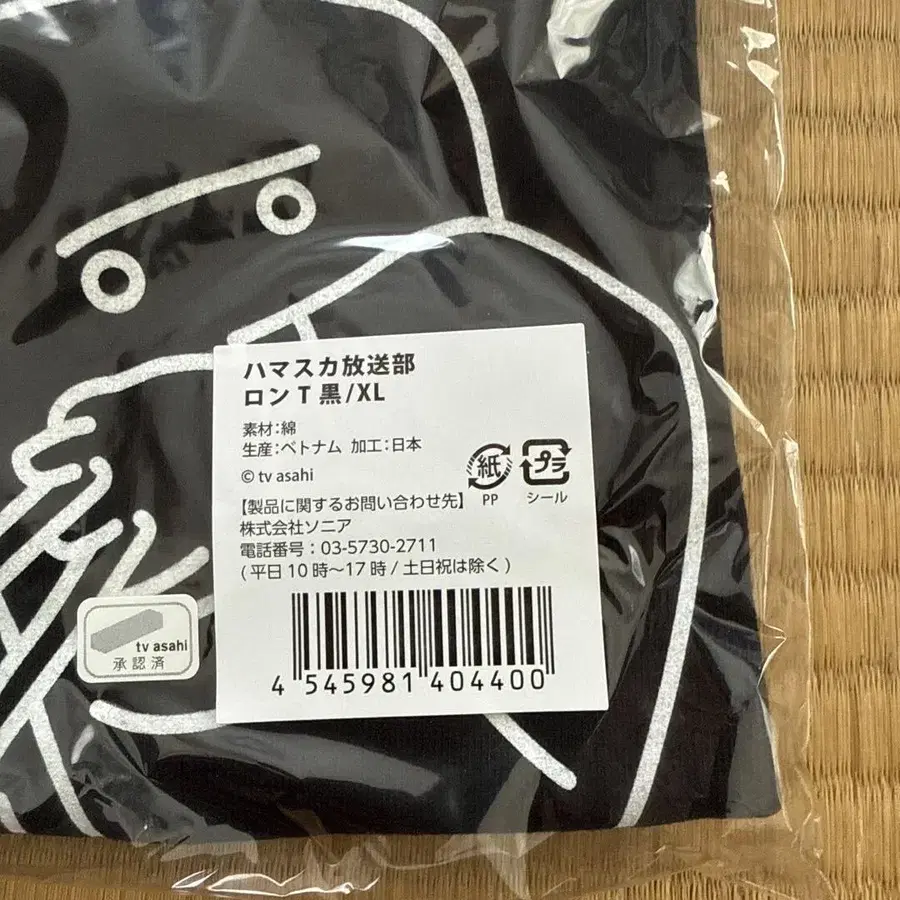 ハマスカ放送部
ロンT 黒/XL
素材:綿
生産:ベトナム 加工:日本
© tv asahi
紙
PP
プラ
シール
【製品に関するお問い合わせ先】
株式会社ソニア
電話番号:03-5730-2711
(平日10時〜17時/土日祝は除く)
4 545981 404400
tv asahi
承認済